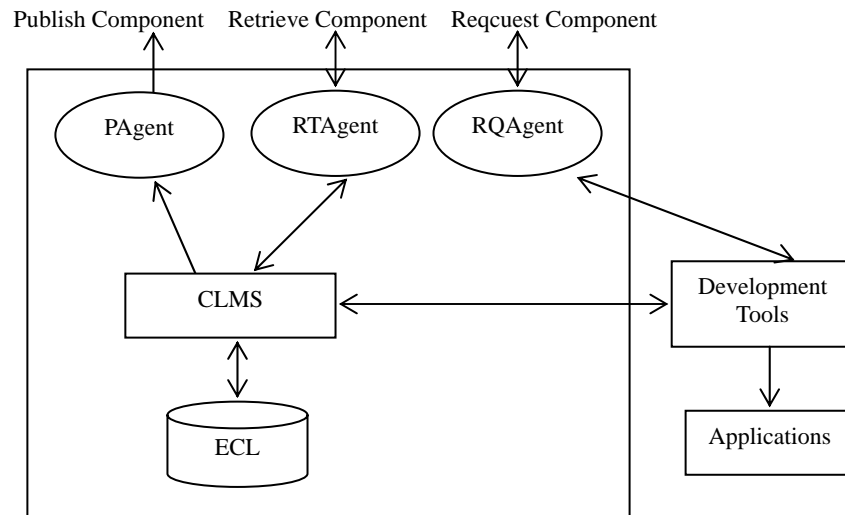 Publish Component
Retrieve Component
Reqcuest Component
PAgent
RTAgent
RQAgent
CLMS
Development
Tools
ECL
Applications